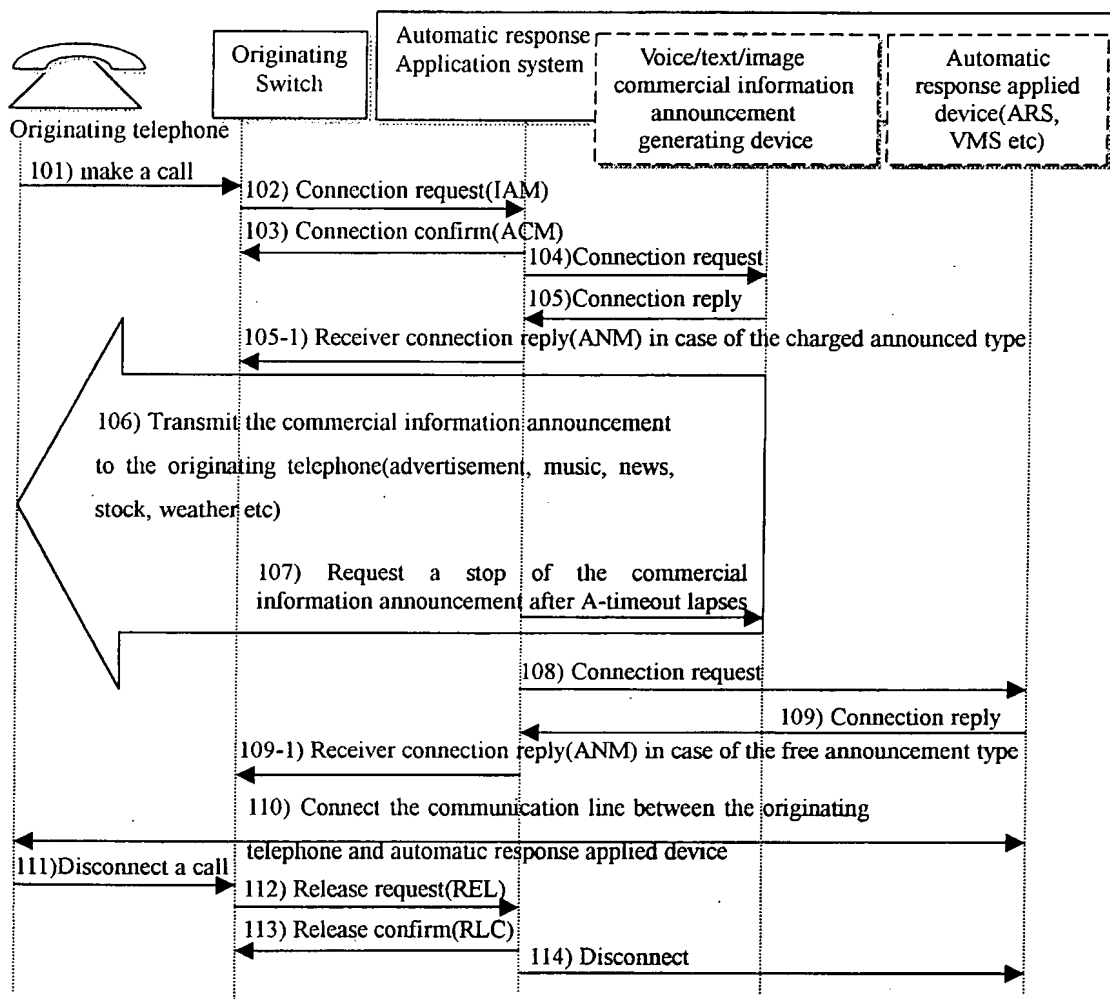 Originating telephone
Originating
Switch
Automatic response
Application system
Voice/text/image
commercial information
announcement
generating device
Automatic
response applied
device(ARS,
VMS etc)
101) make a call
102) Connection request(IAM)
103) Connection confirm(ACM)
104)Connection request
105)Connection reply
105-1) Receiver connection reply(ANM) in case of the charged announced type
106) Transmit the commercial information announcement
to the originating telephone(advertisement, music, news,
stock, weather etc)
107) Request a stop of the commercial
information announcement after A-timeout lapses
108) Connection request
109) Connection reply
109-1) Receiver connection reply(ANM) in case of the free announcement type
110) Connect the communication line between the originating
telephone and automatic response applied device
111)Disconnect a call
112) Release request(REL)
113) Release confirm(RLC)
114) Disconnect